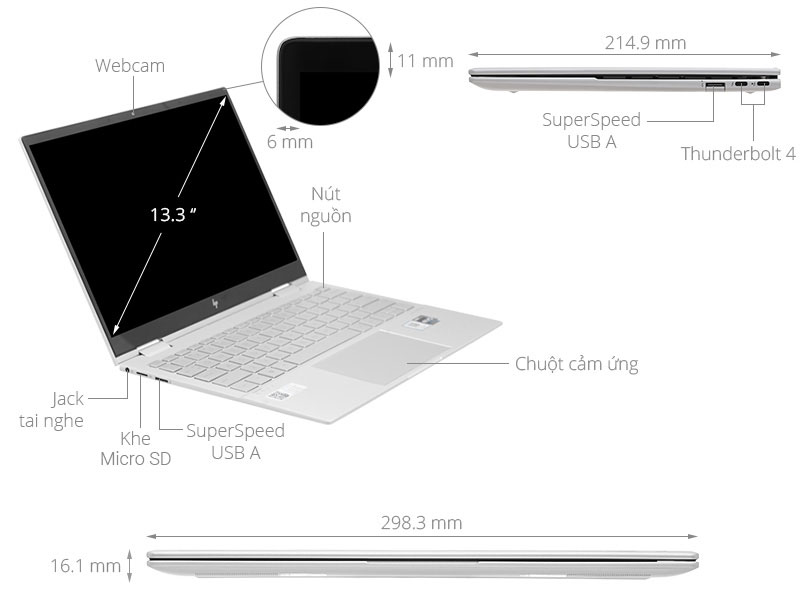 Webcam
11 mm
6 mm
214.9 mm
SuperSpeed
USB A
Thunderbolt 4
13.3 “
Nút
nguồn
hp
Chuột cảm ứng
Jack
tai nghe
Khe
Micro SD
SuperSpeed
USB A
298.3 mm
16.1 mm